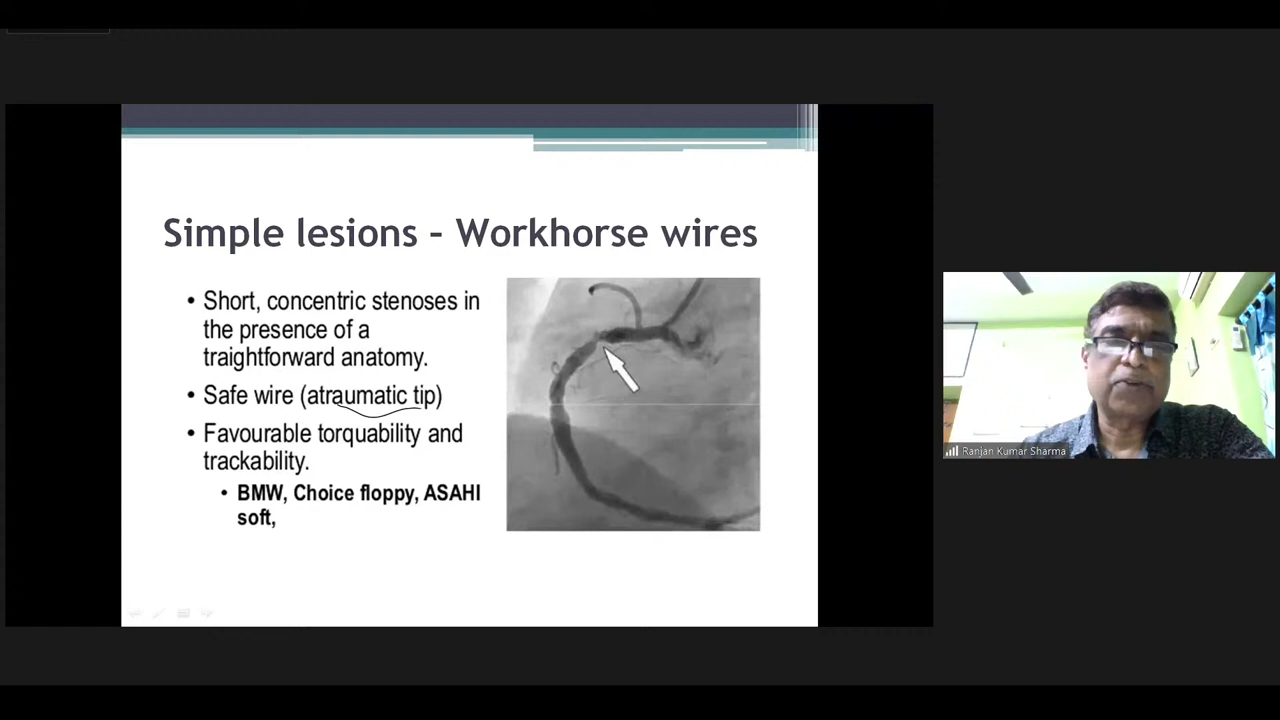 Simple lesions – Workhorse wires
• Short, concentric stenoses in
the presence of a
traightforward anatomy.
• Safe wire (atraumatic tip)
• Favourable torquability and
trackability.
• BMW, Choice floppy, ASAHI
soft,
Ranjan Kumar Sharma